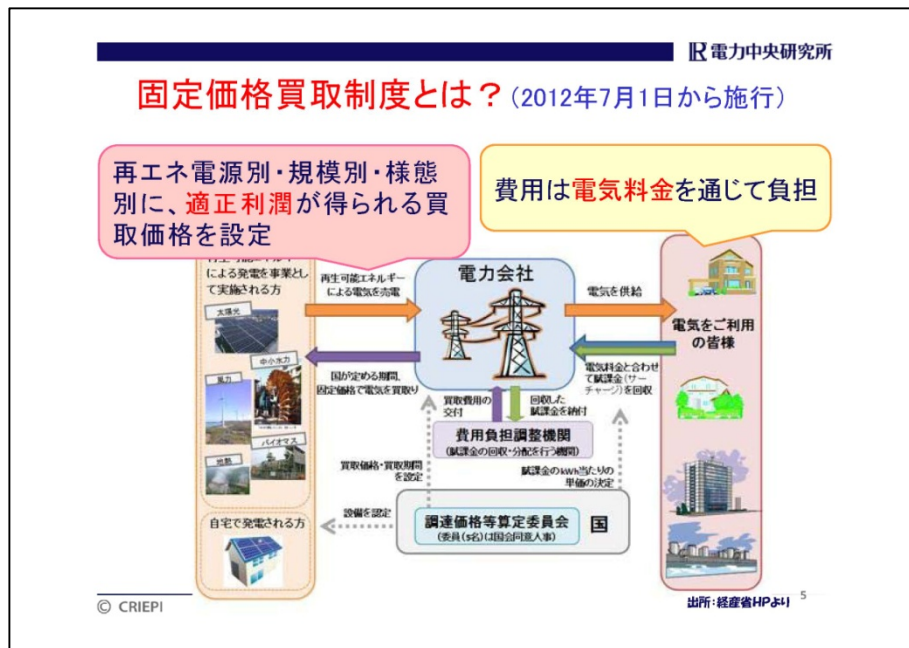 電力中央研究所
固定価格買取制度とは？(2012年7月1日から施行)
再エネ電源別・規模別・様態
別に、適正利潤が得られる買
取価格を設定
費用は電気料金を通じて負担
による発電を事業とし
て実施される方
太陽光
中小水力
風力
バイオマス
地熱
自宅で発電される方
再生可能エネルギー
による電気を売電
国が定める期間、
固定価格で電気を買取り
電力会社
電気を供給
電気料金と合わせ
て賦課金(サー
チャージ)を回収
電気をご利用
の皆様
買取費用の
交付
回収した
賦課金を納付
費用負担調整機関
(賦課金の回収・分配を行う機関)
買取価格・買取期間
を設定
賦課金のkWh当たりの
単価の決定
設備を認定
調達価格等算定委員会
(委員(5名)は国会同意人事)
国
© CRIEPI
出所：経産省HPより
5